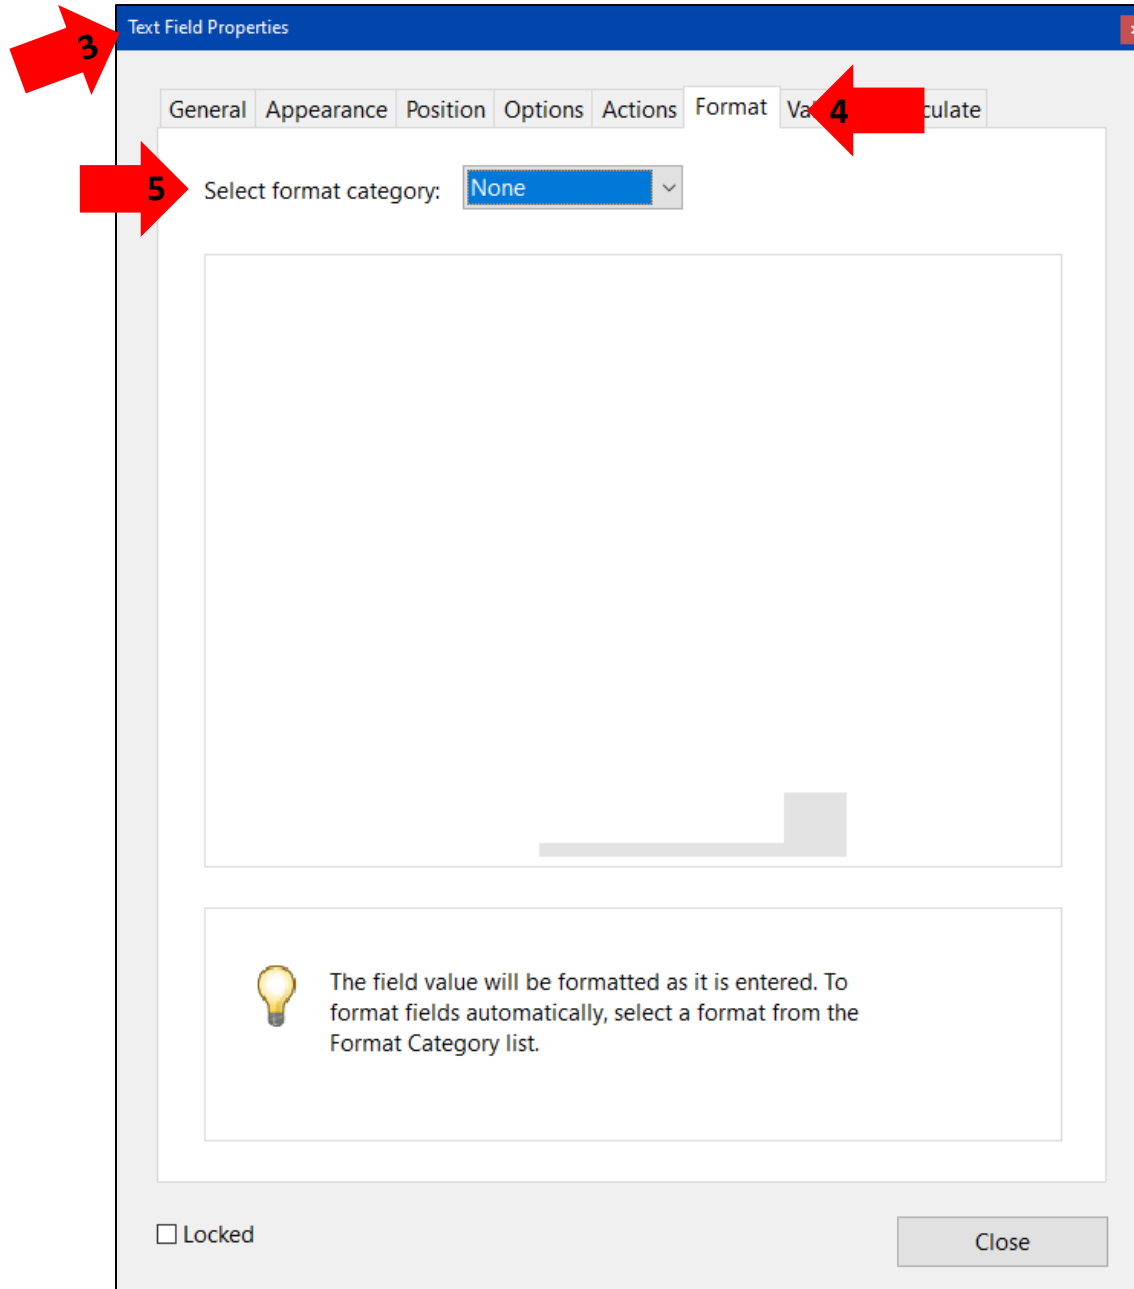 Text Field Properties
3
General Appearance Position Options Actions Format Va 4 culate
5 Select format category: None
The field value will be formatted as it is entered. To
format fields automatically, select a format from the
Format Category list.
Locked
Close